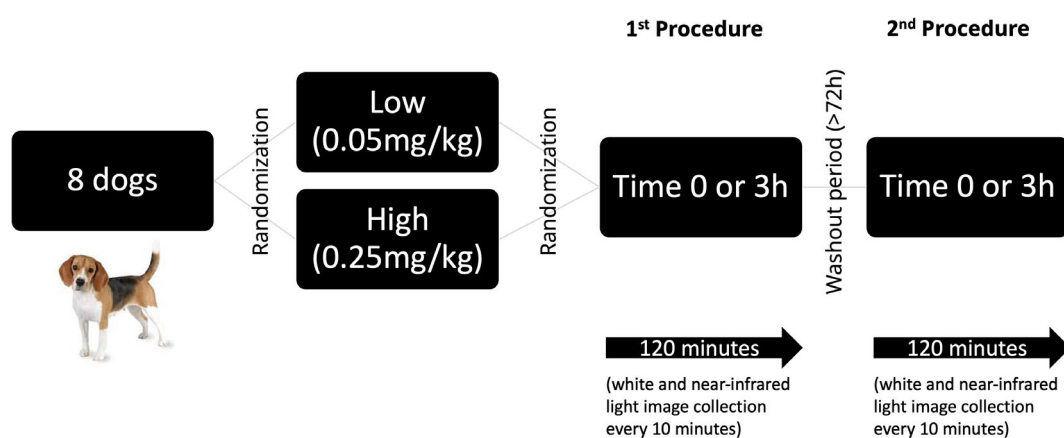 1st Procedure
2nd Procedure
8 dogs
Randomization
Low
(0.05mg/kg)
High
(0.25mg/kg)
Randomization
Time 0 or 3h
Washout period (>72h)
Time 0 or 3h
120 minutes
(white and near-infrared
light image collection
every 10 minutes)
120 minutes
(white and near-infrared
light image collection
every 10 minutes)